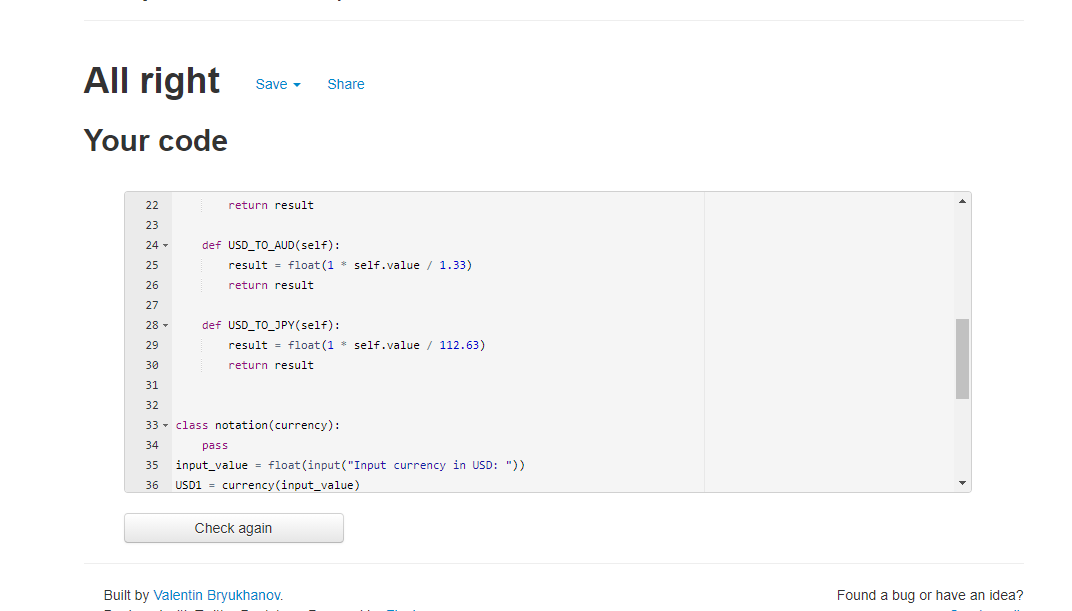 All right Save Share
Your code
22 return result
23
24 def USD_TO_AUD(self):
25 result = float(1 * self.value / 1.33)
26 return result
27
28 def USD_TO_JPY(self):
29 result = float(1 * self.value / 112.63)
30 return result
31
32
33 class notation(currency):
34 pass
35 input_value = float(input("Input currency in USD: "))
36 USD1 = currency(input_value)
Check again
Built by Valentin Bryukhanov. Found a bug or have an idea?